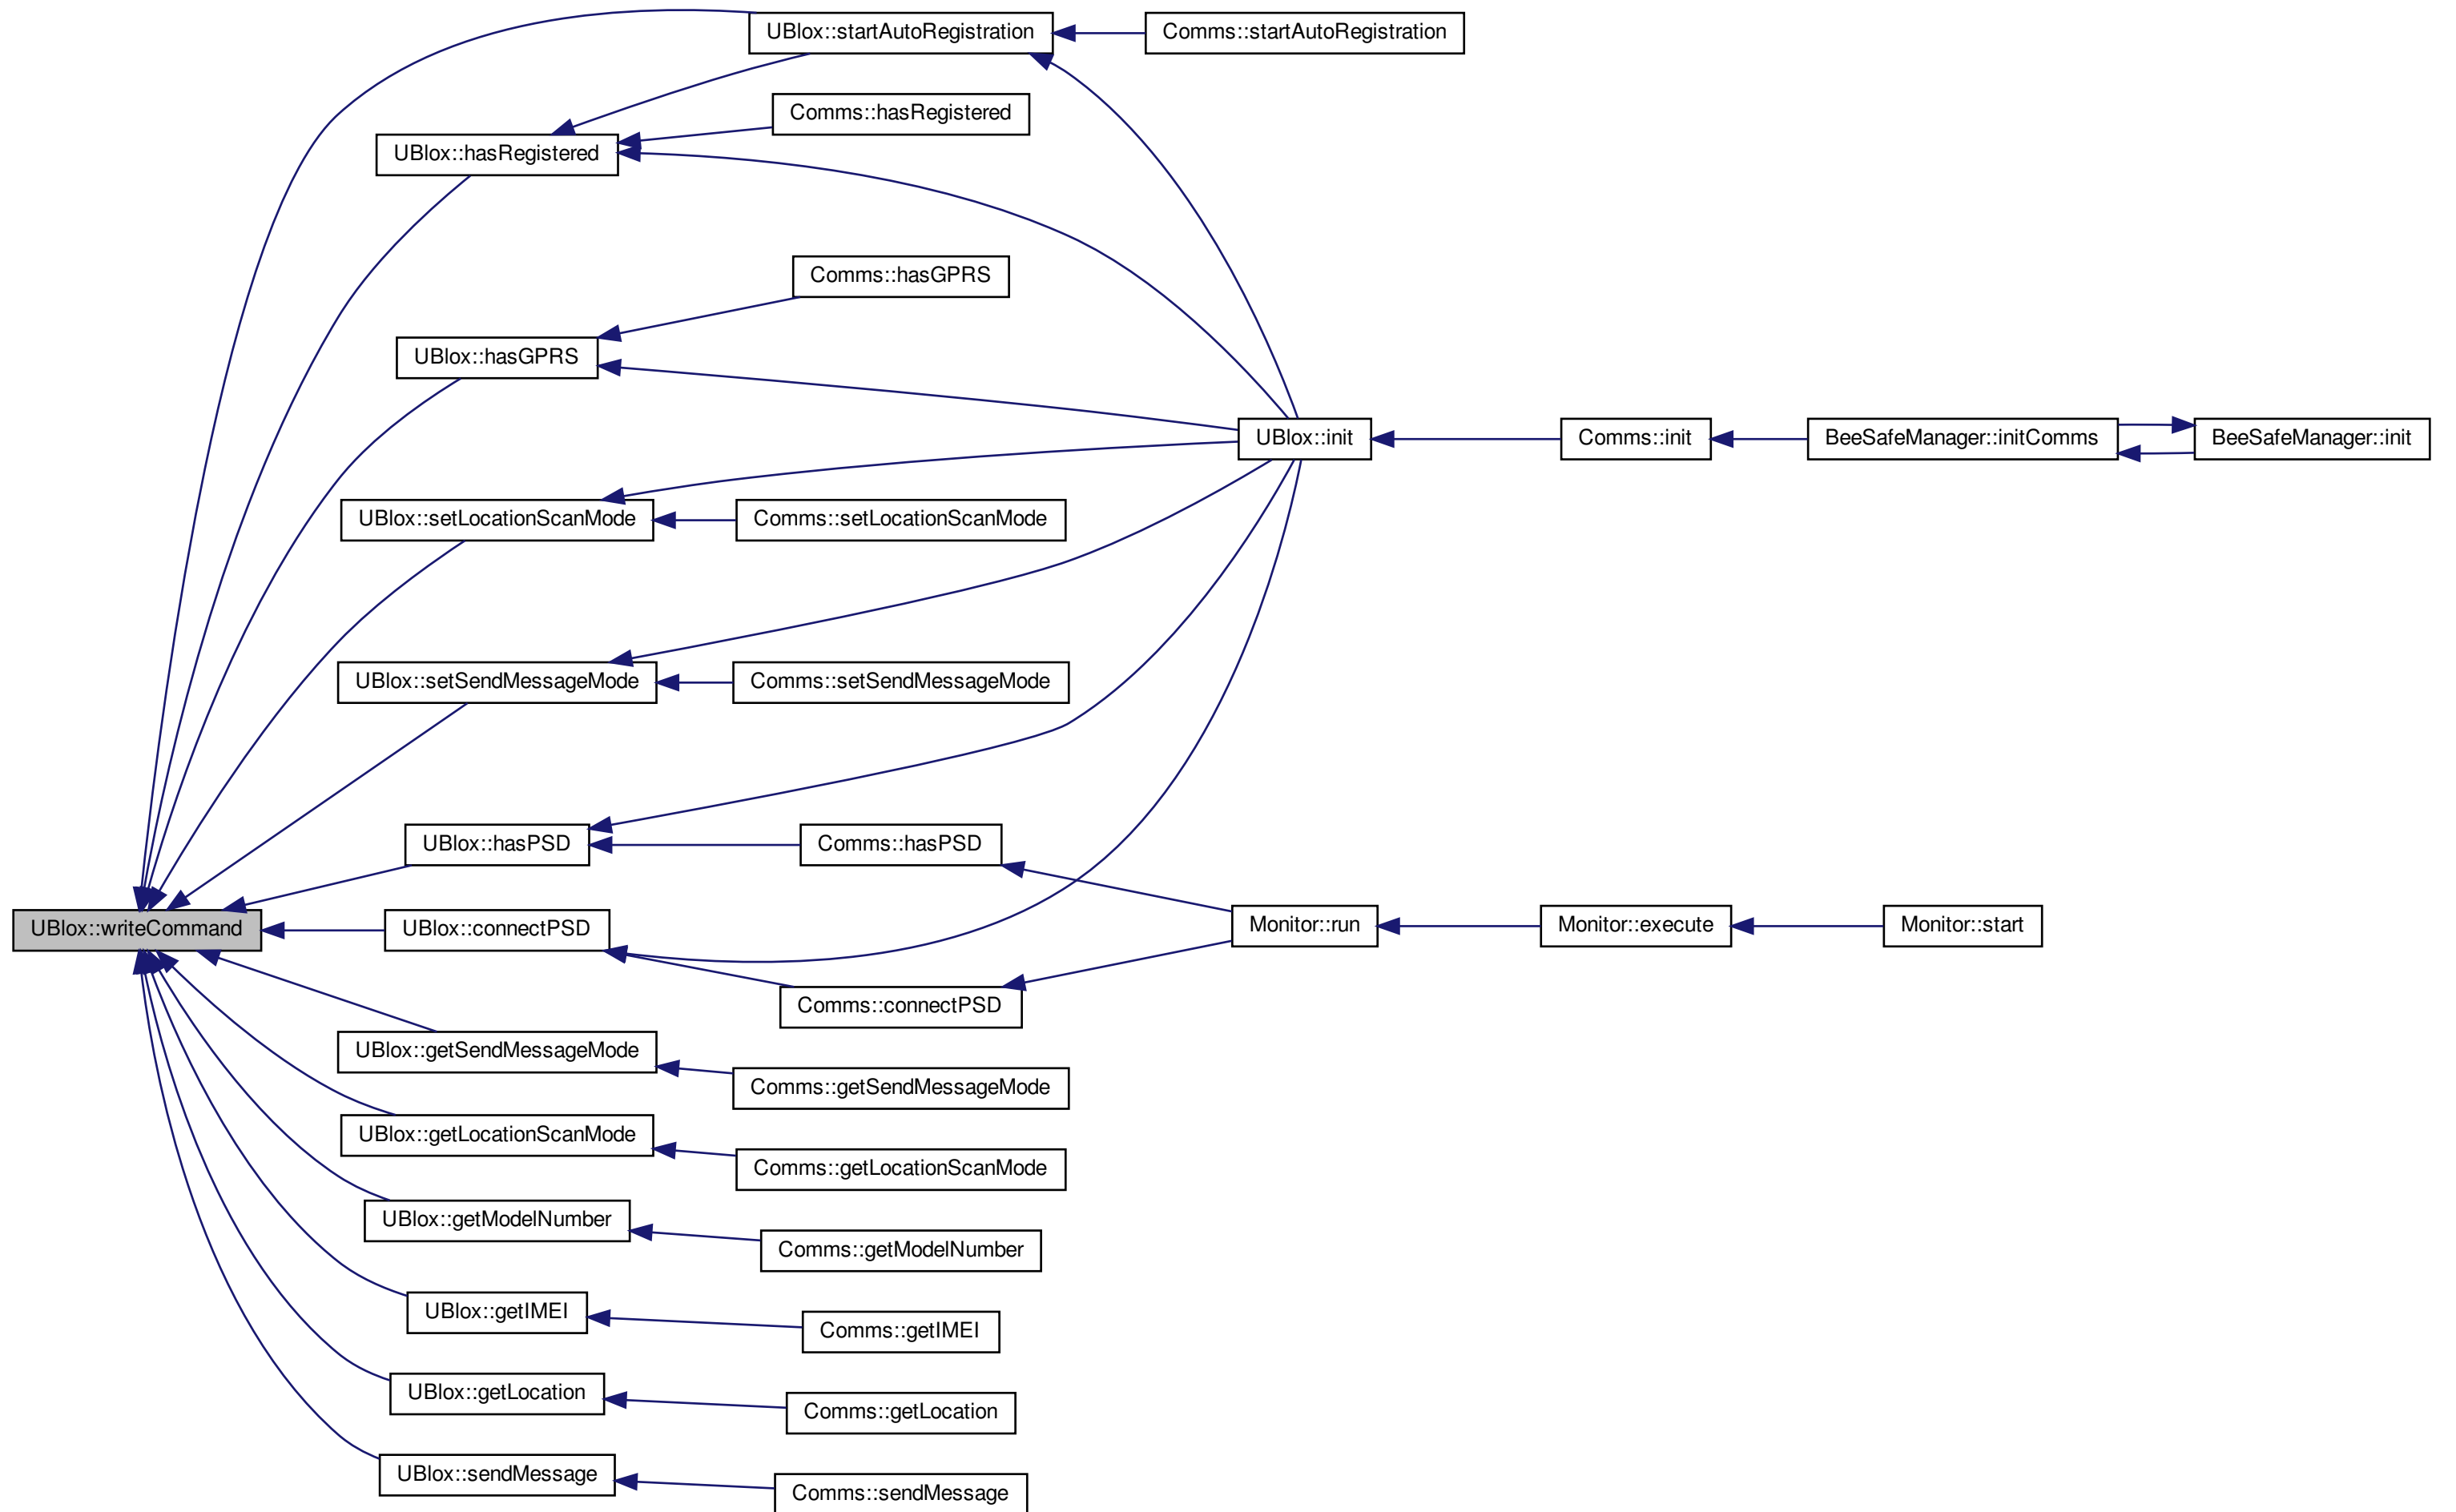 UBlox::startAutoRegistration
Comms::startAutoRegistration
Comms::hasRegistered
UBlox::hasRegistered
Comms::hasGPRS
UBlox::hasGPRS
UBlox::init
Comms::init
BeeSafeManager::initComms
BeeSafeManager::init
UBlox::setLocationScanMode
Comms::setLocationScanMode
UBlox::setSendMessageMode
Comms::setSendMessageMode
UBlox::hasPSD
Comms::hasPSD
UBlox::writeCommand
UBlox::connectPSD
Monitor::run
Monitor::execute
Monitor::start
Comms::connectPSD
UBlox::getSendMessageMode
Comms::getSendMessageMode
UBlox::getLocationScanMode
Comms::getLocationScanMode
UBlox::getModelNumber
Comms::getModelNumber
UBlox::getIMEI
Comms::getIMEI
UBlox::getLocation
Comms::getLocation
UBlox::sendMessage
Comms::sendMessage